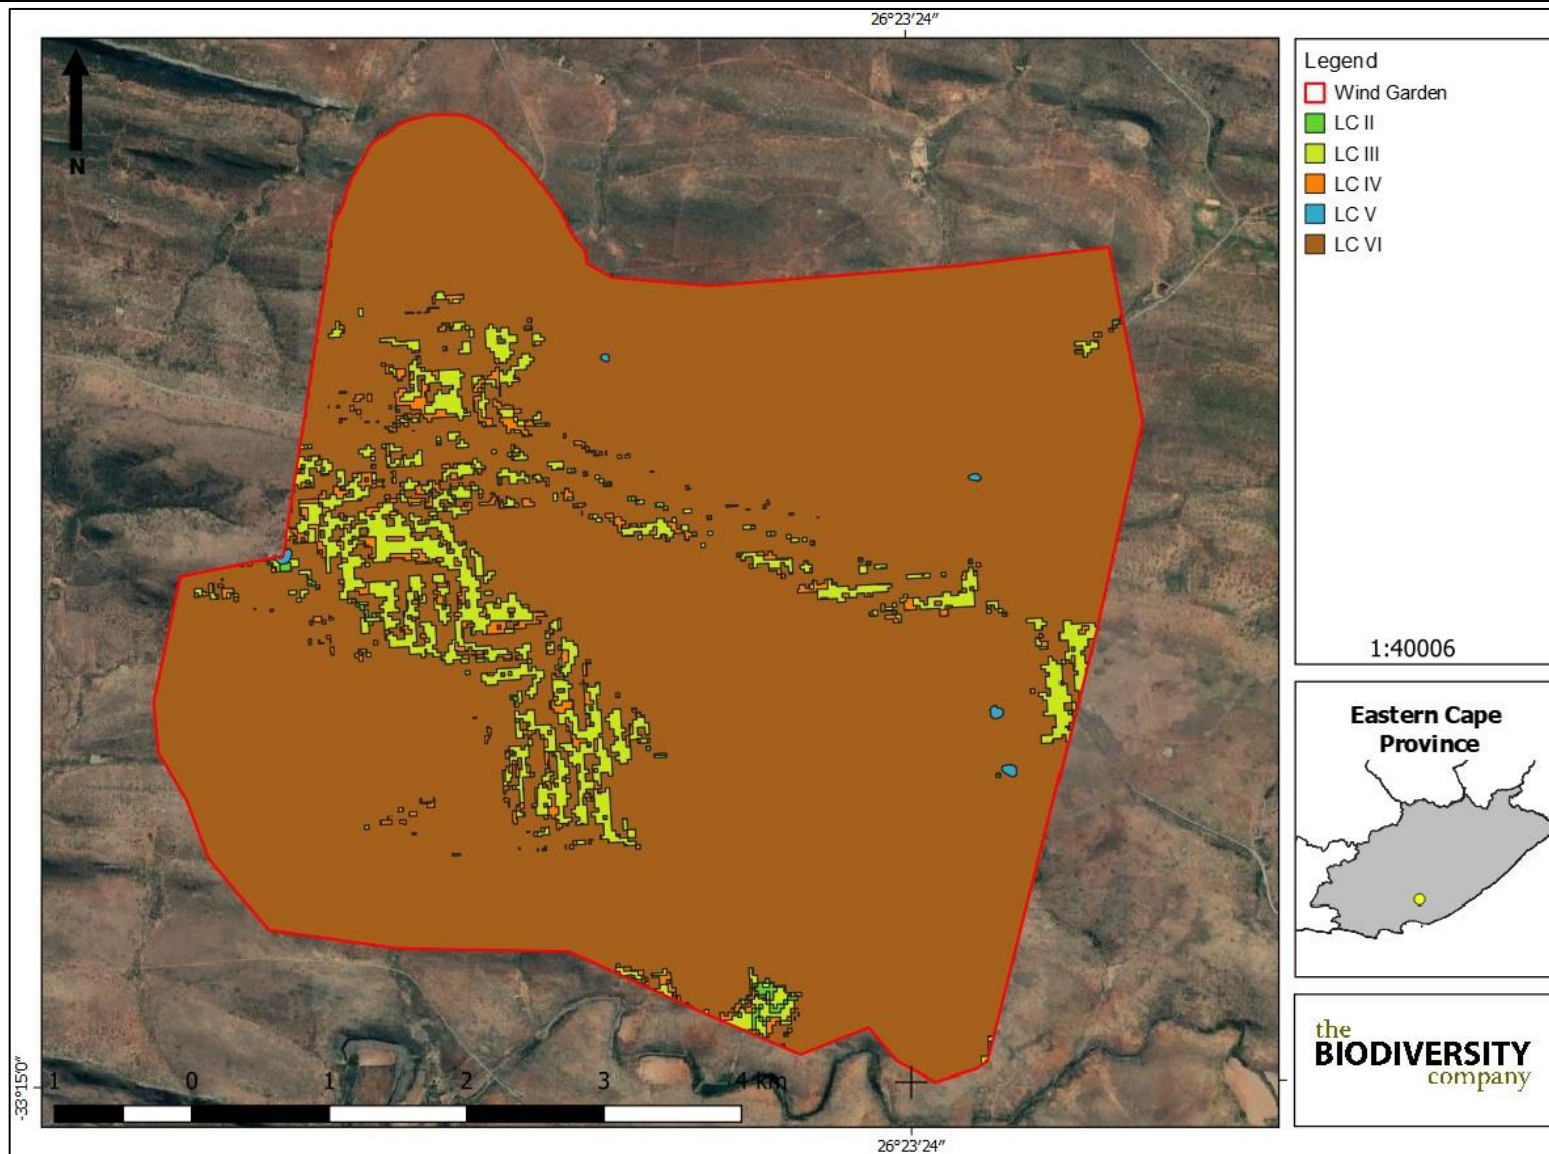 26°23′24″
N
Legend
Wind Garden
LC II
LC III
LC IV
LC V
LC VI
1:40006
Eastern Cape
Province
the
BIODIVERSITY
company
-33°15′0″
1 0 1 2 3 4 km
26°23′24″